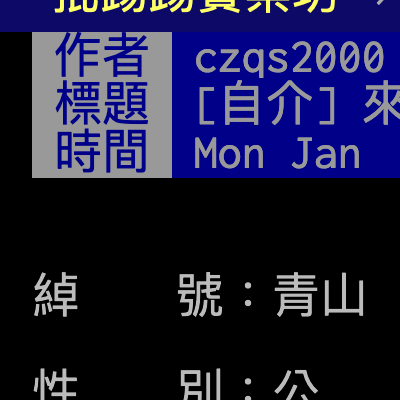 作者 czqs2000
標題 [自介] 來
時間 Mon Jan
綽 號：青山
性 別：公